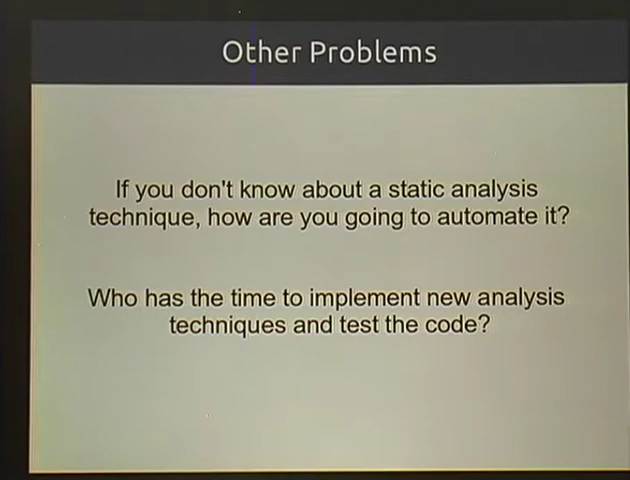 Other Problems
If you don't know about a static analysis
technique, how are you going to automate it?
Who has the time to implement new analysis
techniques and test the code?